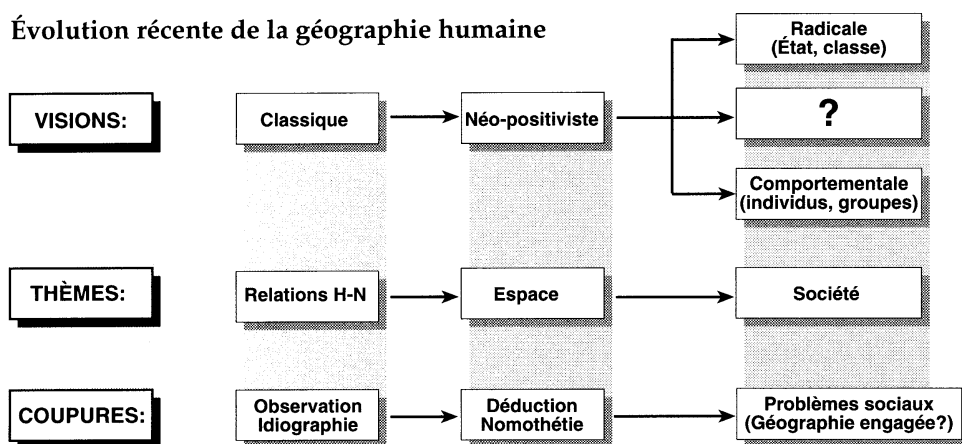 Évolution récente de la géographie humaine
VISIONS:
Classique
Néo-positiviste
Radicale
(État, classe)
?
Comportementale
(individus, groupes)
THÈMES:
Relations H-N
Espace
Société
COUPURES:
Observation
Idiographie
Déduction
Nomothétie
Problèmes sociaux
(Géographie engagée?)